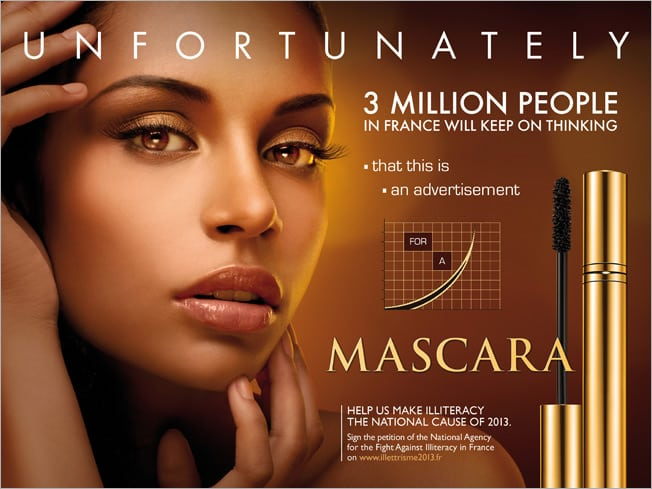 UNFORTUNATELY
3 MILLION PEOPLE
IN FRANCE WILL KEEP ON THINKING
▪ that this is
▪ an advertisement
FOR
A
MASCARA
HELP US MAKE ILLITERACY
THE NATIONAL CAUSE OF 2013.
Sign the petition of the National Agency
for the Fight Against Illiteracy in France
on www.illettrisme2013.fr